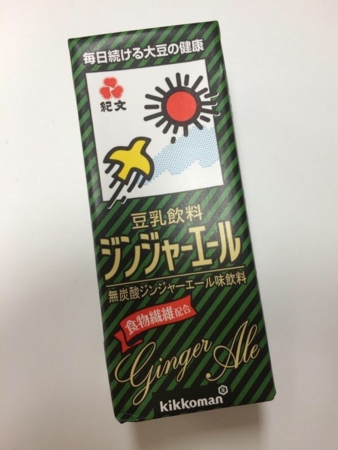 毎日続ける大豆の健康
紀文
豆乳飲料
ジンジャーエール
無炭酸ジンジャーエール味飲料
食物繊維配合
Ginger Ale
kikkoman